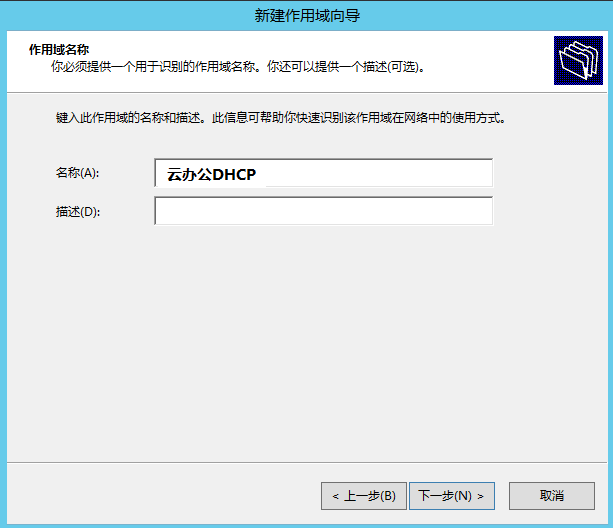 新建作用域向导
作用域名称
你必须提供一个用于识别的作用域名称。你还可以提供一个描述(可选)。
键入此作用域的名称和描述。此信息可帮助你快速识别该作用域在网络中的使用方式。
名称(A): 云办公DHCP
描述(D):
< 上一步(B) 下一步(N) > 取消